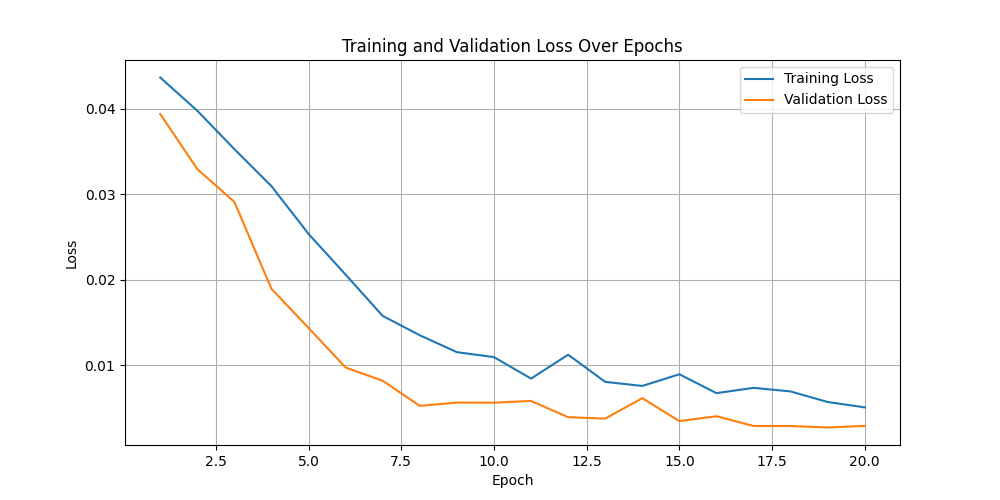 Training and Validation Loss Over Epochs
Training Loss
Validation Loss
Loss
0.04
0.03
0.02
0.01
2.5 5.0 7.5 10.0 12.5 15.0 17.5 20.0
Epoch